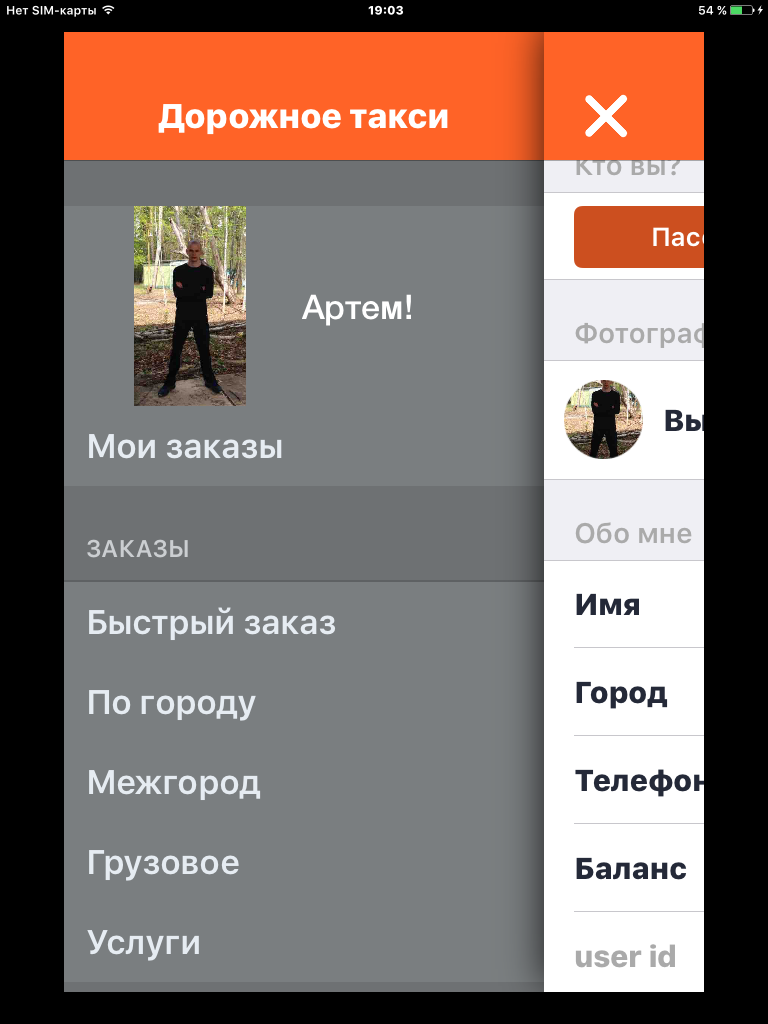 Нет SIM-карты 19:03 54 %
Дорожное такси
Артем!
Мои заказы
ЗАКАЗЫ
Быстрый заказ
По городу
Межгород
Грузовое
Услуги
Кто вы?
Пасс
Фотограф
Вы
Обо мне
Имя
Город
Телефон
Баланс
user id